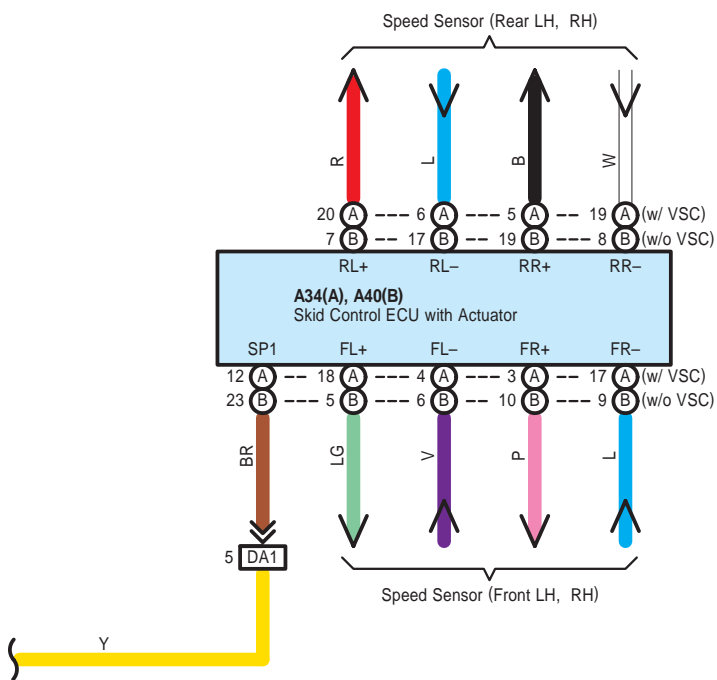 Speed Sensor (Rear LH, RH)
R L B W
20 A 6 A 5 A 19 A (w/ VSC)
7 B 17 B 19 B 8 B (w/o VSC)
RL+ RL– RR+ RR–
A34(A), A40(B)
Skid Control ECU with Actuator
SP1 FL+ FL– FR+ FR–
12 A 18 A 4 A 3 A 17 A (w/ VSC)
23 B 5 B 6 B 10 B 9 B (w/o VSC)
BR LG V P L
5 DA1
Speed Sensor (Front LH, RH)
Y